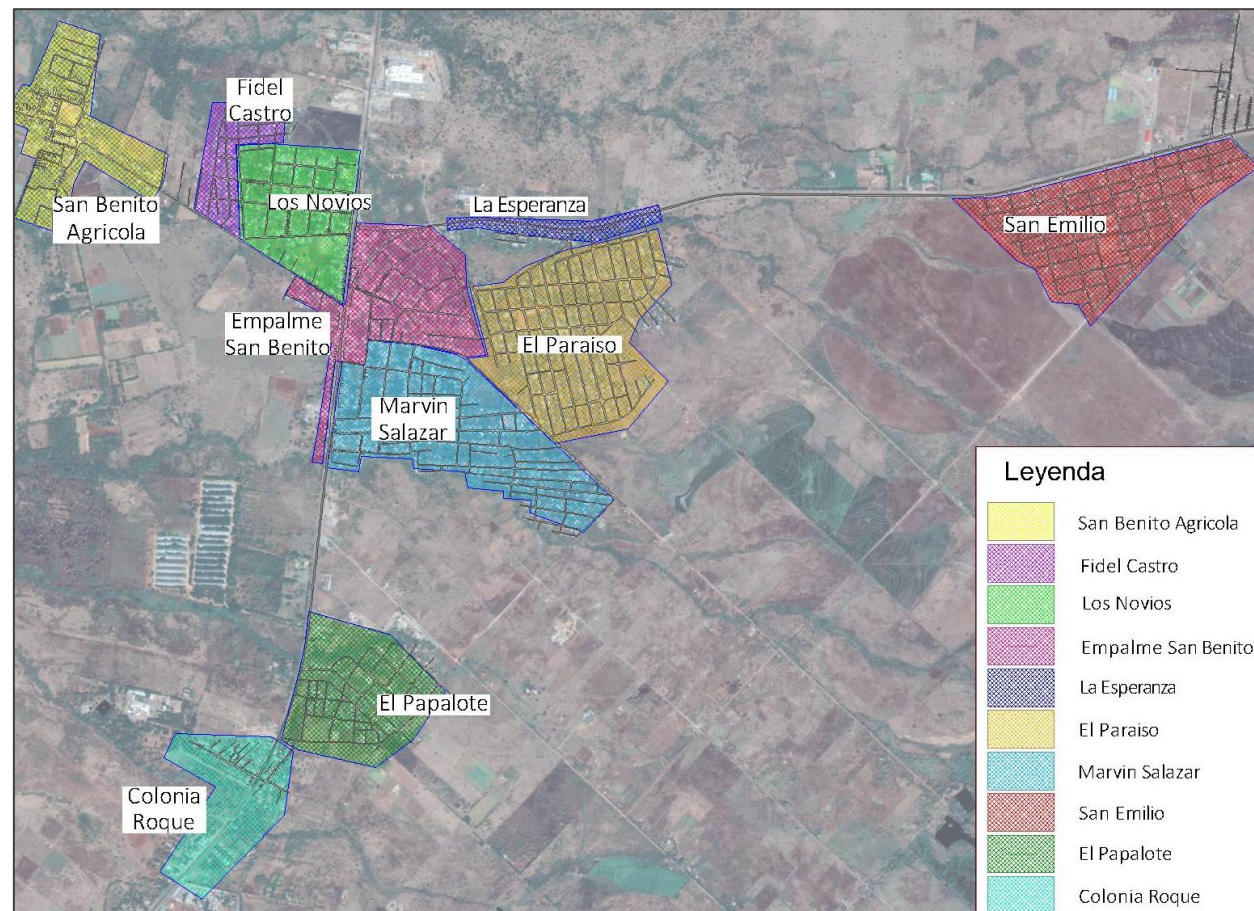 Fidel
Castro
San Benito
Agricola
Los Novios
La Esperanza
San Emilio
Empalme
San Benito
El Paraiso
Marvin
Salazar
El Papalote
Colonia
Roque
Leyenda
San Benito Agricola
Fidel Castro
Los Novios
Empalme San Benito
La Esperanza
El Paraiso
Marvin Salazar
San Emilio
El Papalote
Colonia Roque